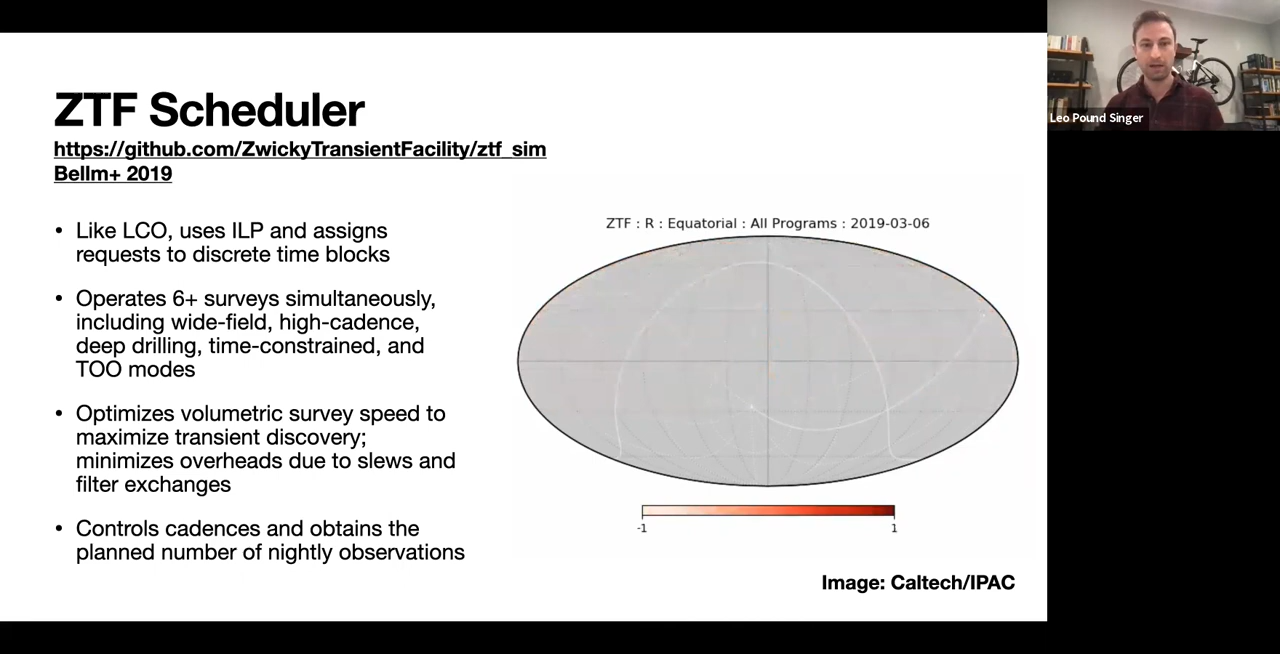 ZTF Scheduler
https://github.com/ZwickyTransientFacility/ztf_sim
Bellm+ 2019
• Like LCO, uses ILP and assigns
requests to discrete time blocks
• Operates 6+ surveys simultaneously,
including wide-field, high-cadence,
deep drilling, time-constrained, and
TOO modes
• Optimizes volumetric survey speed to
maximize transient discovery;
minimizes overheads due to slews and
filter exchanges
• Controls cadences and obtains the
planned number of nightly observations
ZTF : R : Equatorial : All Programs : 2019-03-06
-1 1
Image: Caltech/IPAC
Leo Pound Singer